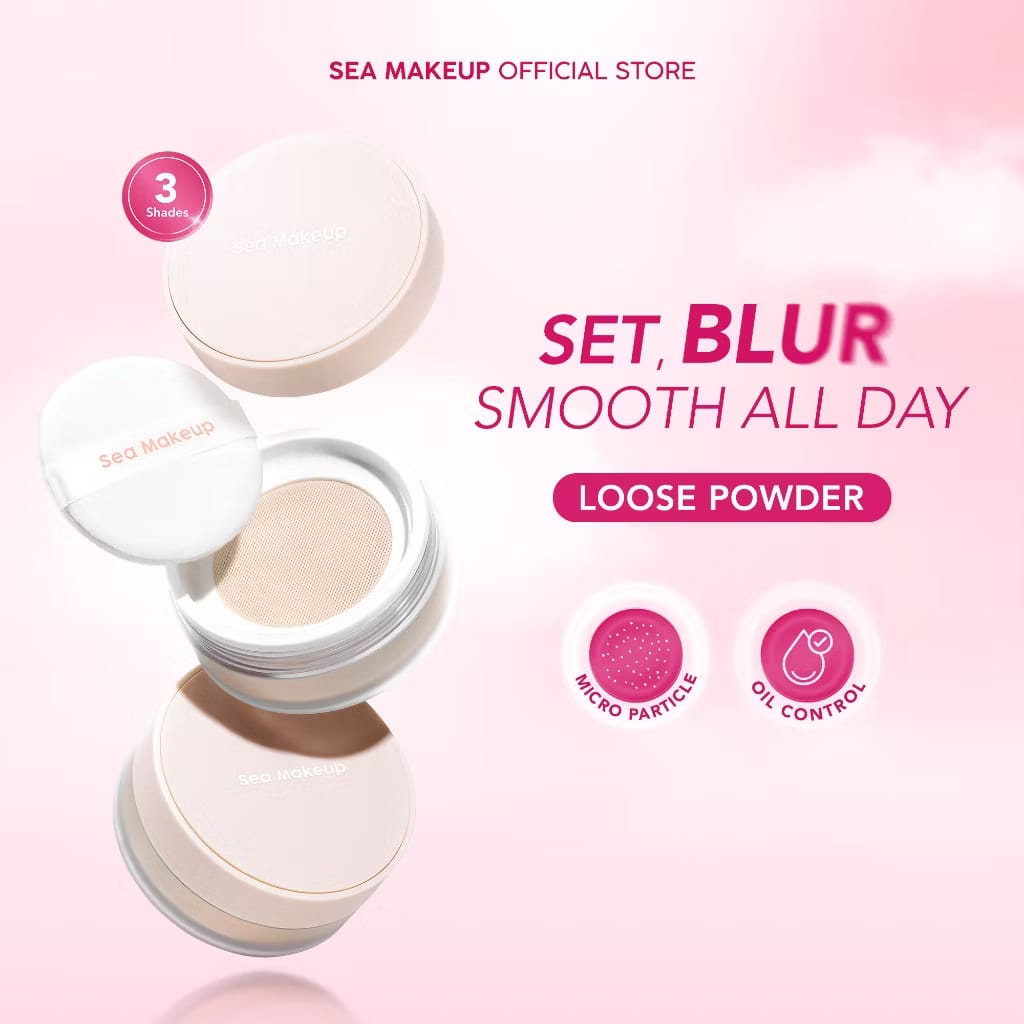 SEA MAKEUP OFFICIAL STORE
3
Shades
Sea Makeup
SET, BLUR
SMOOTH ALL DAY
Sea Makeup
LOOSE POWDER
MICRO PARTICLE
OIL CONTROL
Sea Makeup